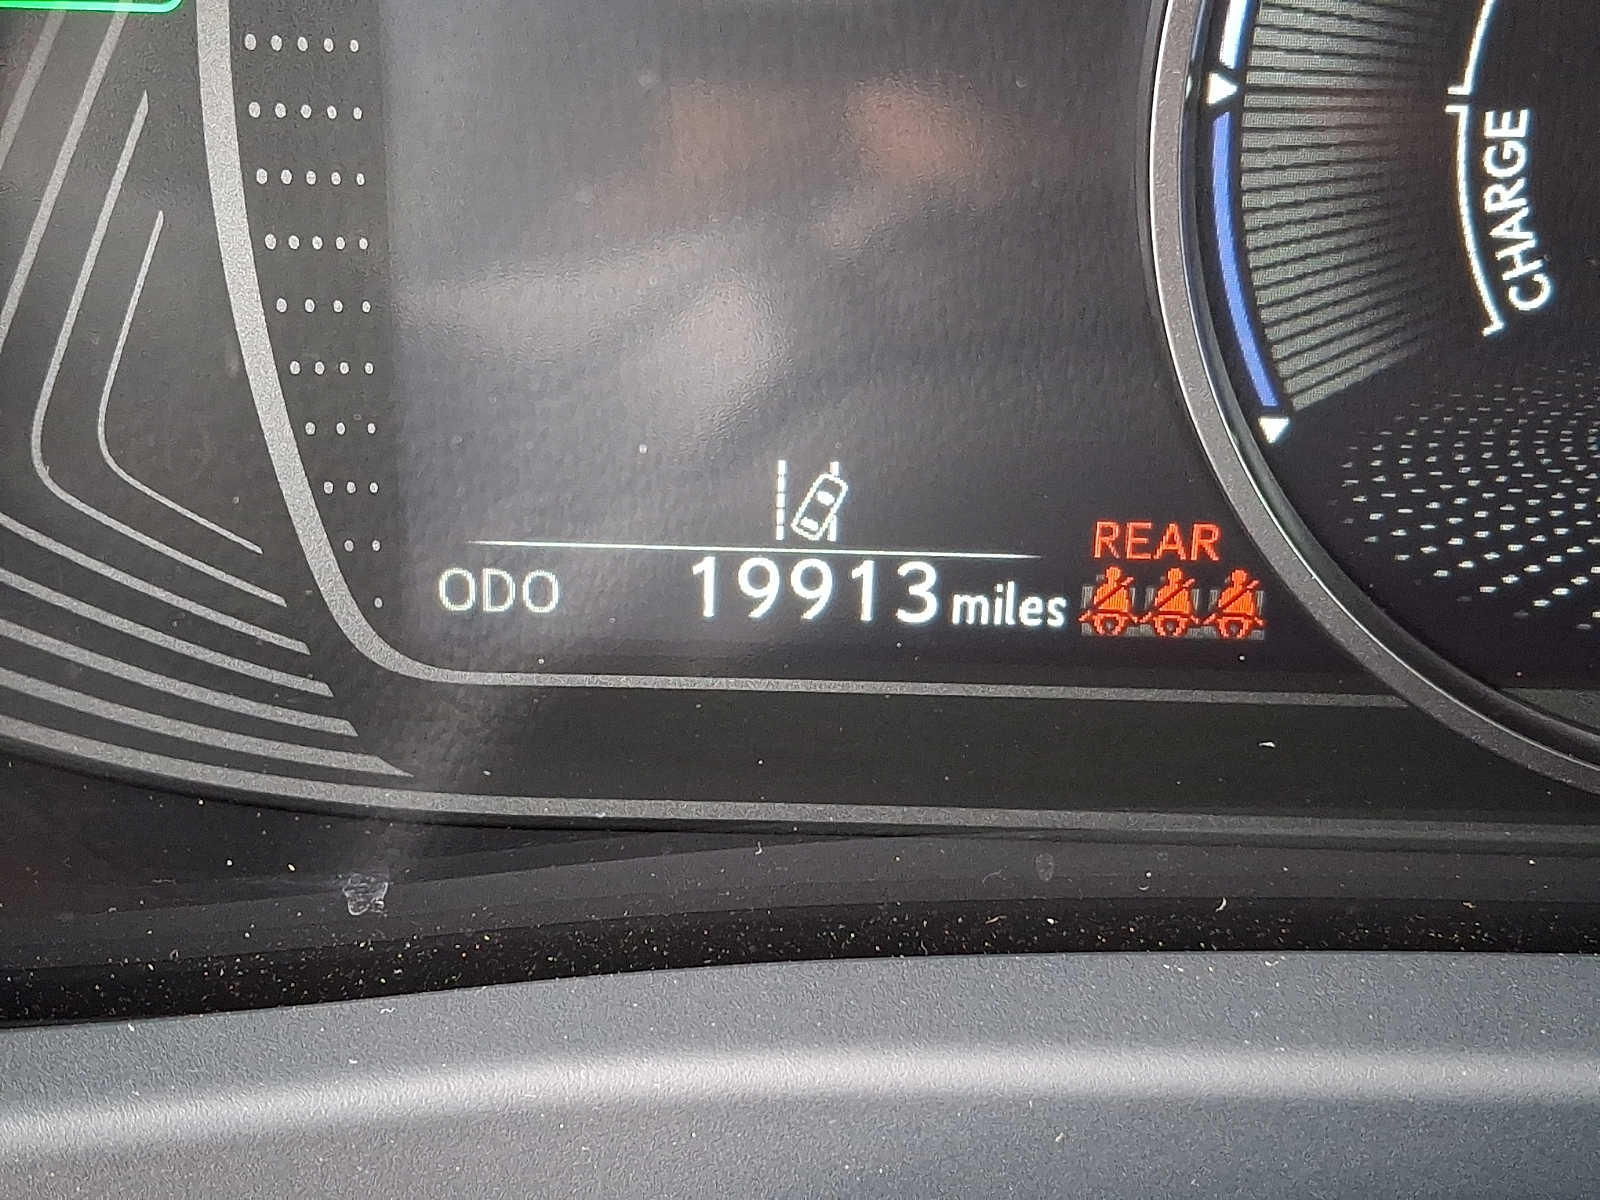 CHARGE
REAR
ODO 19913 miles